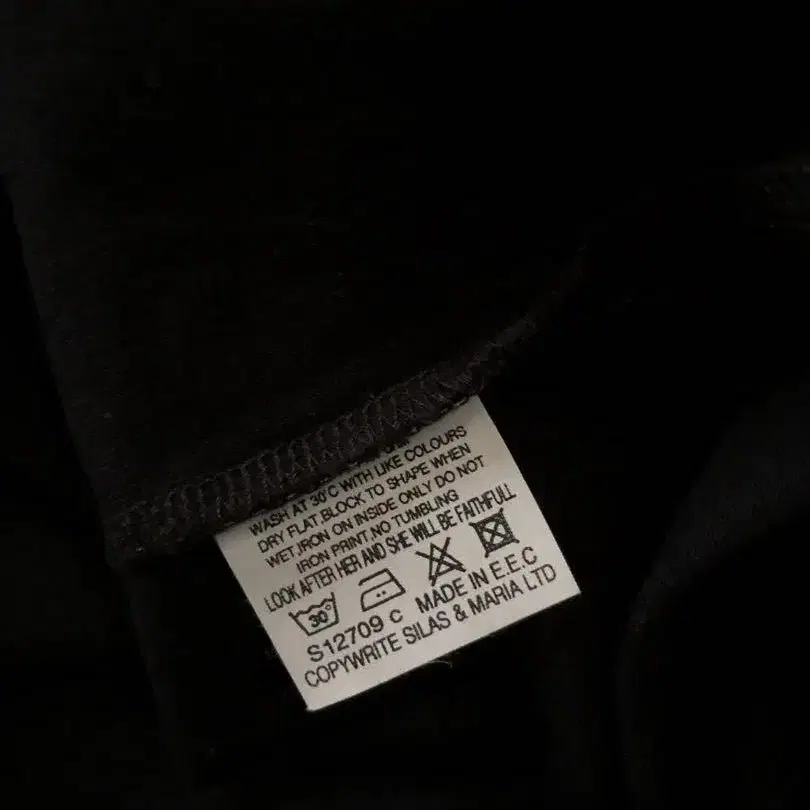 WASH AT 30°C WITH LIKE COLOURS
DRY FLAT,BLOCK TO SHAPE WHEN
WET,IRON ON INSIDE ONLY DO NOT
IRON PRINT,NO TUMBLING
LOOK AFTER HER AND SHE WILL BE FAITHFULL
30°
S12709 C MADE IN E.E.C
COPYWRITE SILAS & MARIA LTD